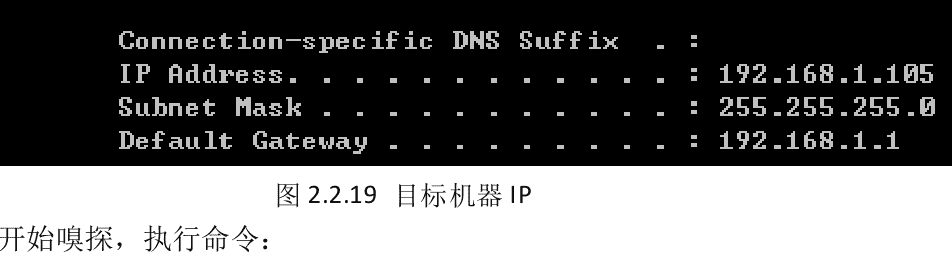 Connection-specific DNS Suffix  . :
IP Address. . . . . . . . . . . . : 192.168.1.105
Subnet Mask . . . . . . . . . . . : 255.255.255.0
Default Gateway . . . . . . . . . : 192.168.1.1
图 2.2.19 目标机器 IP
开始嗅探，执行命令：